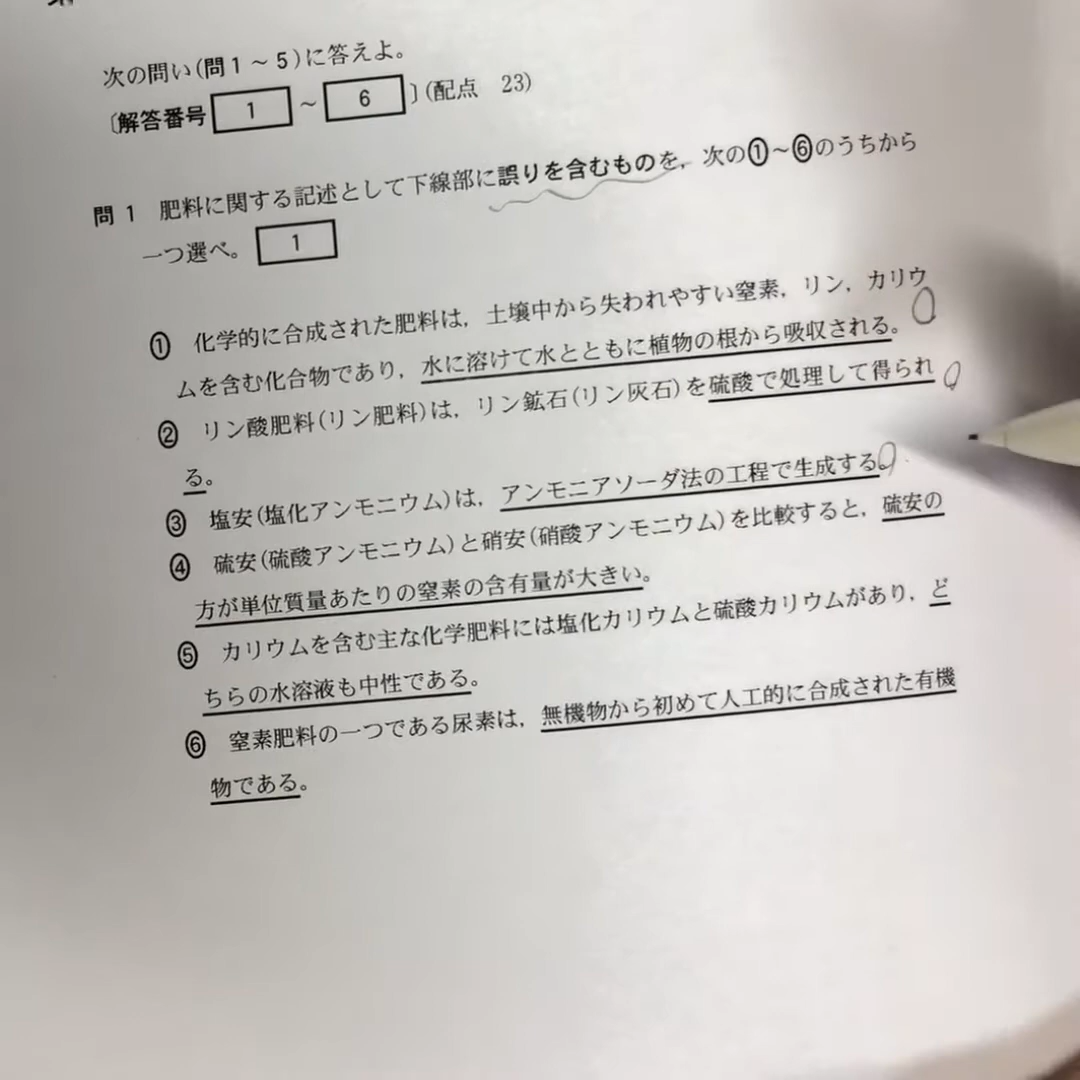 次の問い(問1～5)に答えよ。
〔解答番号 1 ～ 6 〕(配点 23)
問1 肥料に関する記述として下線部に誤りを含むものを，次の①～⑥のうちから
一つ選べ。 1
① 化学的に合成された肥料は，土壌中から失われやすい窒素，リン，カリウ
ムを含む化合物であり，水に溶けて水とともに植物の根から吸収される。
② リン酸肥料(リン肥料)は，リン鉱石(リン灰石)を硫酸で処理して得られ
る。
③ 塩安(塩化アンモニウム)は，アンモニアソーダ法の工程で生成する。
④ 硫安(硫酸アンモニウム)と硝安(硝酸アンモニウム)を比較すると，硫安の
方が単位質量あたりの窒素の含有量が大きい。
⑤ カリウムを含む主な化学肥料には塩化カリウムと硫酸カリウムがあり，ど
ちらの水溶液も中性である。
⑥ 窒素肥料の一つである尿素は，無機物から初めて人工的に合成された有機
物である。